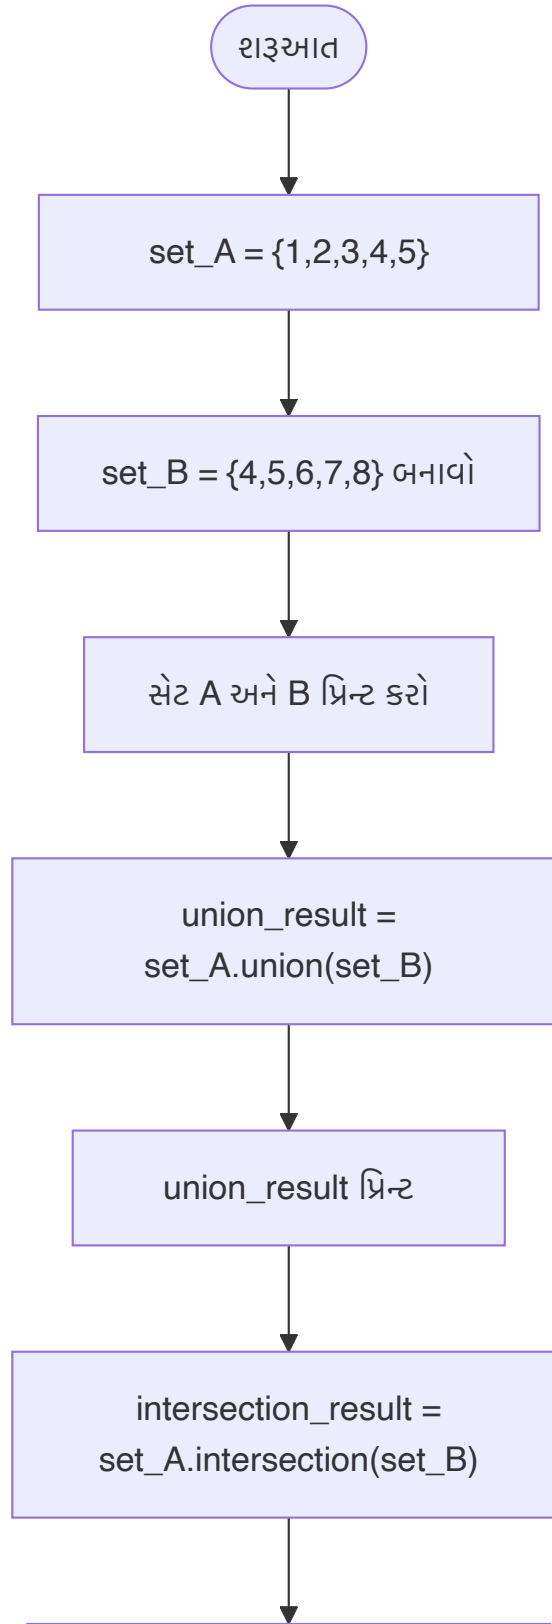 શરૂઆત
set_A = {1,2,3,4,5}
set_B = {4,5,6,7,8} બનાવો
સેટ A અને B પ્રિન્ટ કરો
union_result =
set_A.union(set_B)
union_result પ્રિન્ટ
intersection_result =
set_A.intersection(set_B)